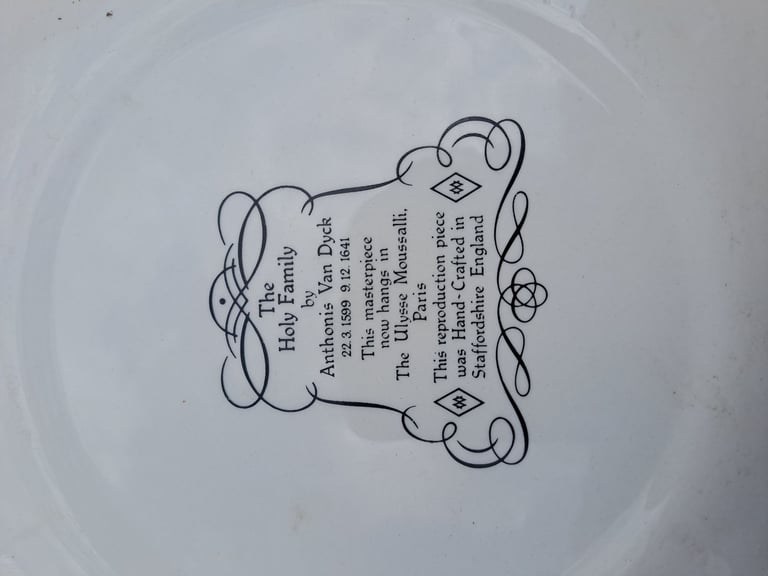 The
Holy Family
by
Anthonis Van Dyck
22.3.1599 9.12.1641
This masterpiece
now hangs in
The Ulysse Moussalli,
Paris
This reproduction piece
was Hand-Crafted in
Staffordshire England